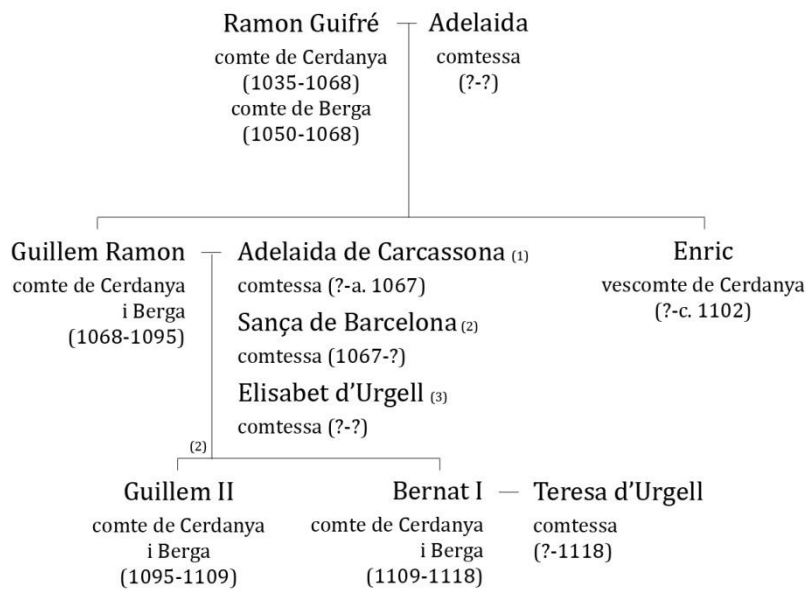 Ramon Guifré
comte de Cerdanya
(1035-1068)
comte de Berga
(1050-1068)
Adelaida
comtessa
(?-?)
Guillem Ramon
comte de Cerdanya
i Berga
(1068-1095)
Adelaida de Carcassona (1)
comtessa (?-a. 1067)
Sança de Barcelona (2)
comtessa (1067-?)
Elisabet d'Urgell (3)
comtessa (?-?)
Enric
vescomte de Cerdanya
(?-c. 1102)
(2)
Guillem II
comte de Cerdanya
i Berga
(1095-1109)
Bernat I
comte de Cerdanya
i Berga
(1109-1118)
Teresa d'Urgell
comtessa
(?-1118)